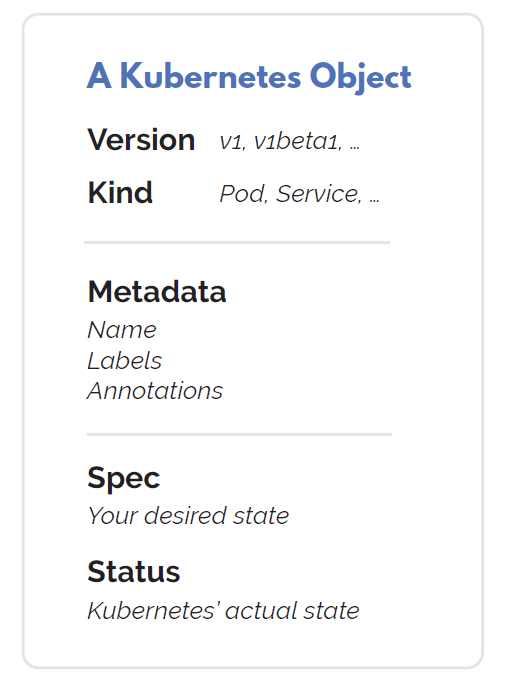 A Kubernetes Object
Version v1, v1beta1, ...
Kind Pod, Service, ...
Metadata
Name
Labels
Annotations
Spec
Your desired state
Status
Kubernetes’ actual state